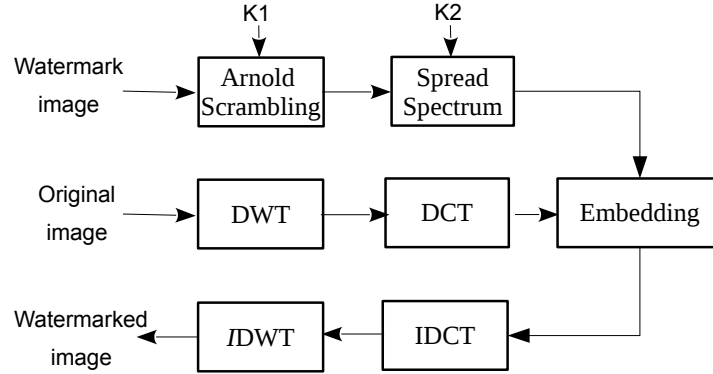 K1
K2
Watermark
image
Arnold
Scrambling
Spread
Spectrum
Original
image
DWT
DCT
Embedding
Watermarked
image
IDWT
IDCT